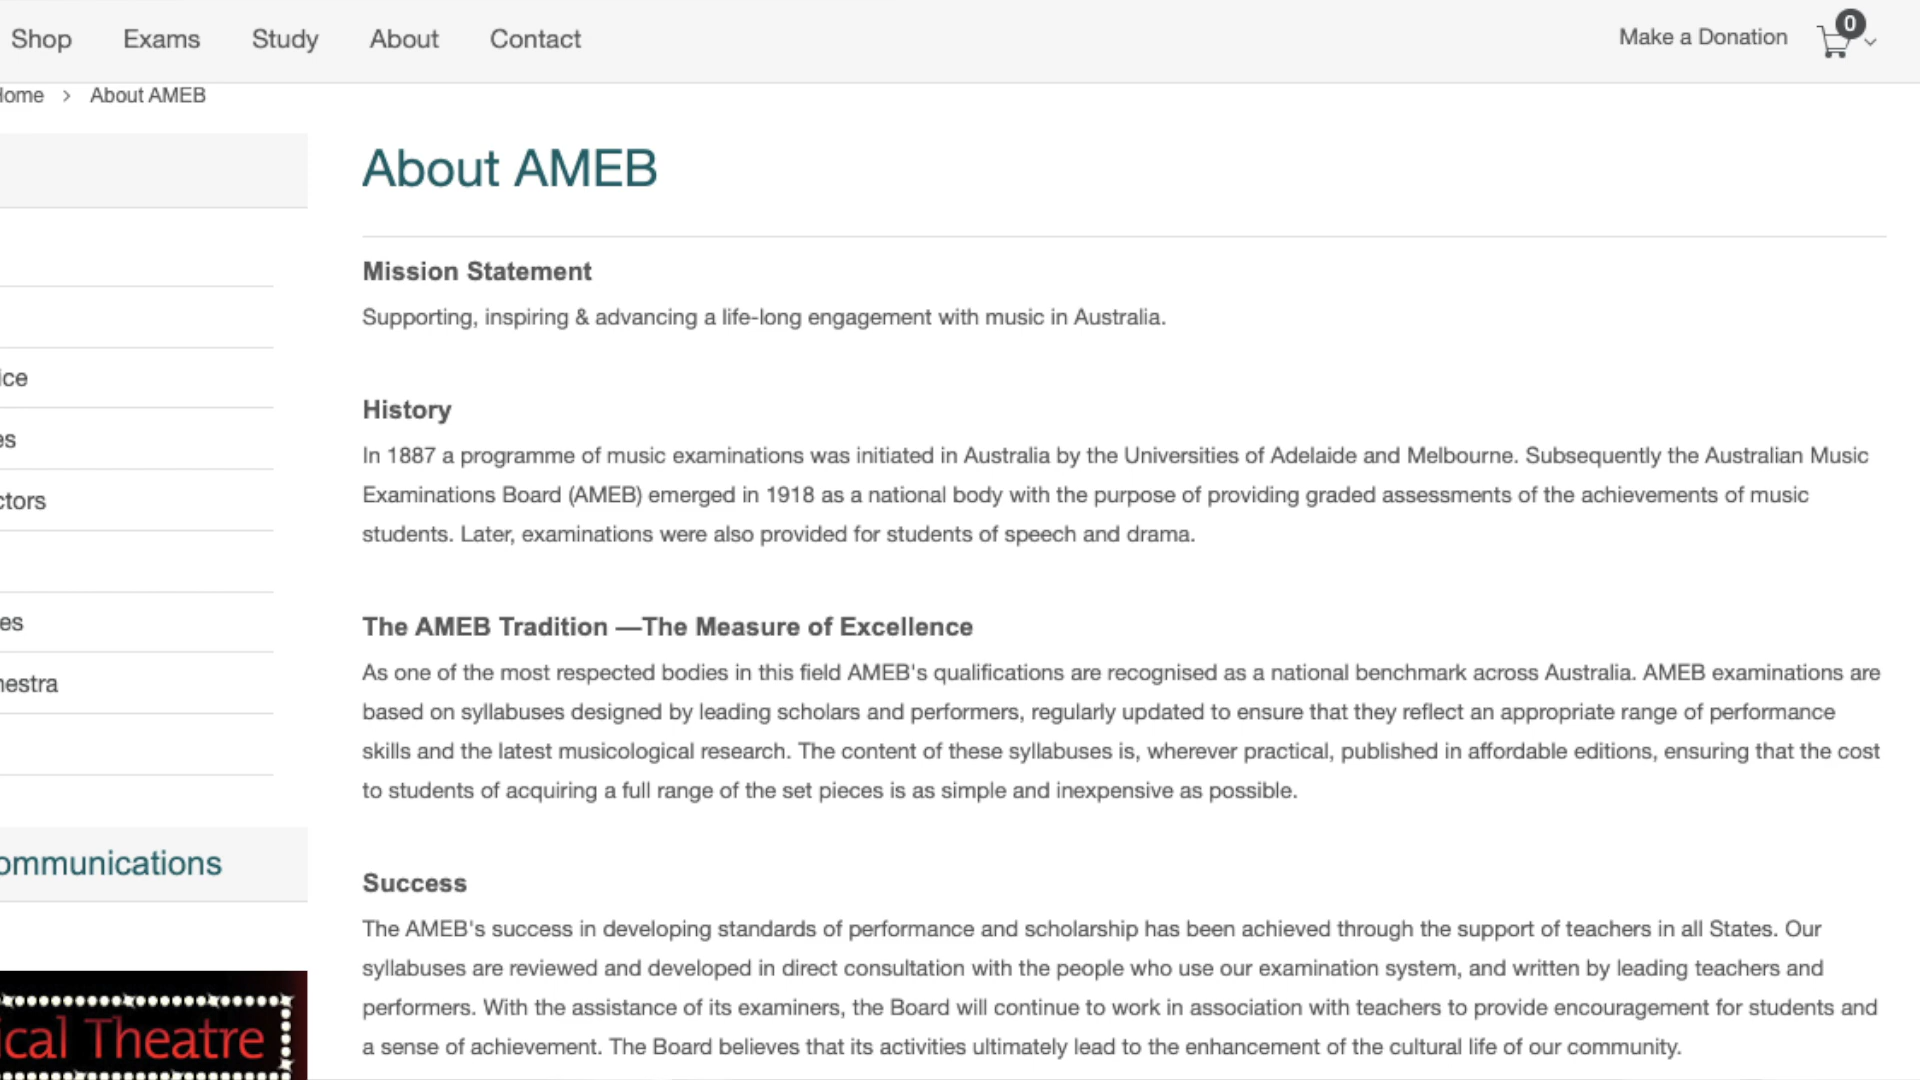 Shop Exams Study About Contact Make a Donation 0
Home > About AMEB
About AMEB
Mission Statement
Supporting, inspiring & advancing a life-long engagement with music in Australia.
ice
History
es
In 1887 a programme of music examinations was initiated in Australia by the Universities of Adelaide and Melbourne. Subsequently the Australian Music
Examinations Board (AMEB) emerged in 1918 as a national body with the purpose of providing graded assessments of the achievements of music
ctors
students. Later, examinations were also provided for students of speech and drama.
es
The AMEB Tradition —The Measure of Excellence
As one of the most respected bodies in this field AMEB's qualifications are recognised as a national benchmark across Australia. AMEB examinations are
hestra
based on syllabuses designed by leading scholars and performers, regularly updated to ensure that they reflect an appropriate range of performance
skills and the latest musicological research. The content of these syllabuses is, wherever practical, published in affordable editions, ensuring that the cost
to students of acquiring a full range of the set pieces is as simple and inexpensive as possible.
ommunications
Success
The AMEB's success in developing standards of performance and scholarship has been achieved through the support of teachers in all States. Our
syllabuses are reviewed and developed in direct consultation with the people who use our examination system, and written by leading teachers and
performers. With the assistance of its examiners, the Board will continue to work in association with teachers to provide encouragement for students and
a sense of achievement. The Board believes that its activities ultimately lead to the enhancement of the cultural life of our community.
ical Theatre